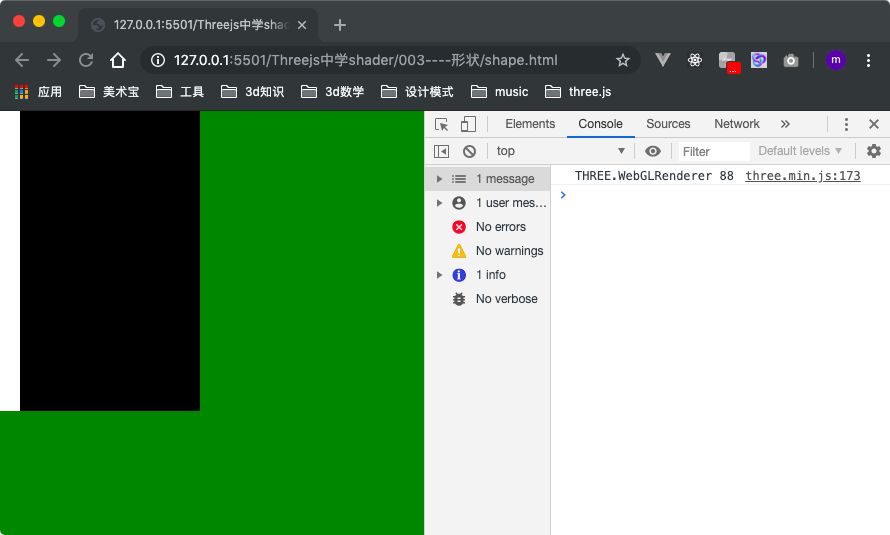 127.0.0.1:5501/Threejs中学shad
127.0.0.1:5501/Threejs中学shader/003----形状/shape.html
...
m
应用 美术宝 工具 3d知识 3d数学 设计模式 music three.js
Elements Console Sources Network »
top Filter Default levels
1 message
THREE.WebGLRenderer 88 three.min.js:173
1 user mes…
No errors
No warnings
1 info
No verbose